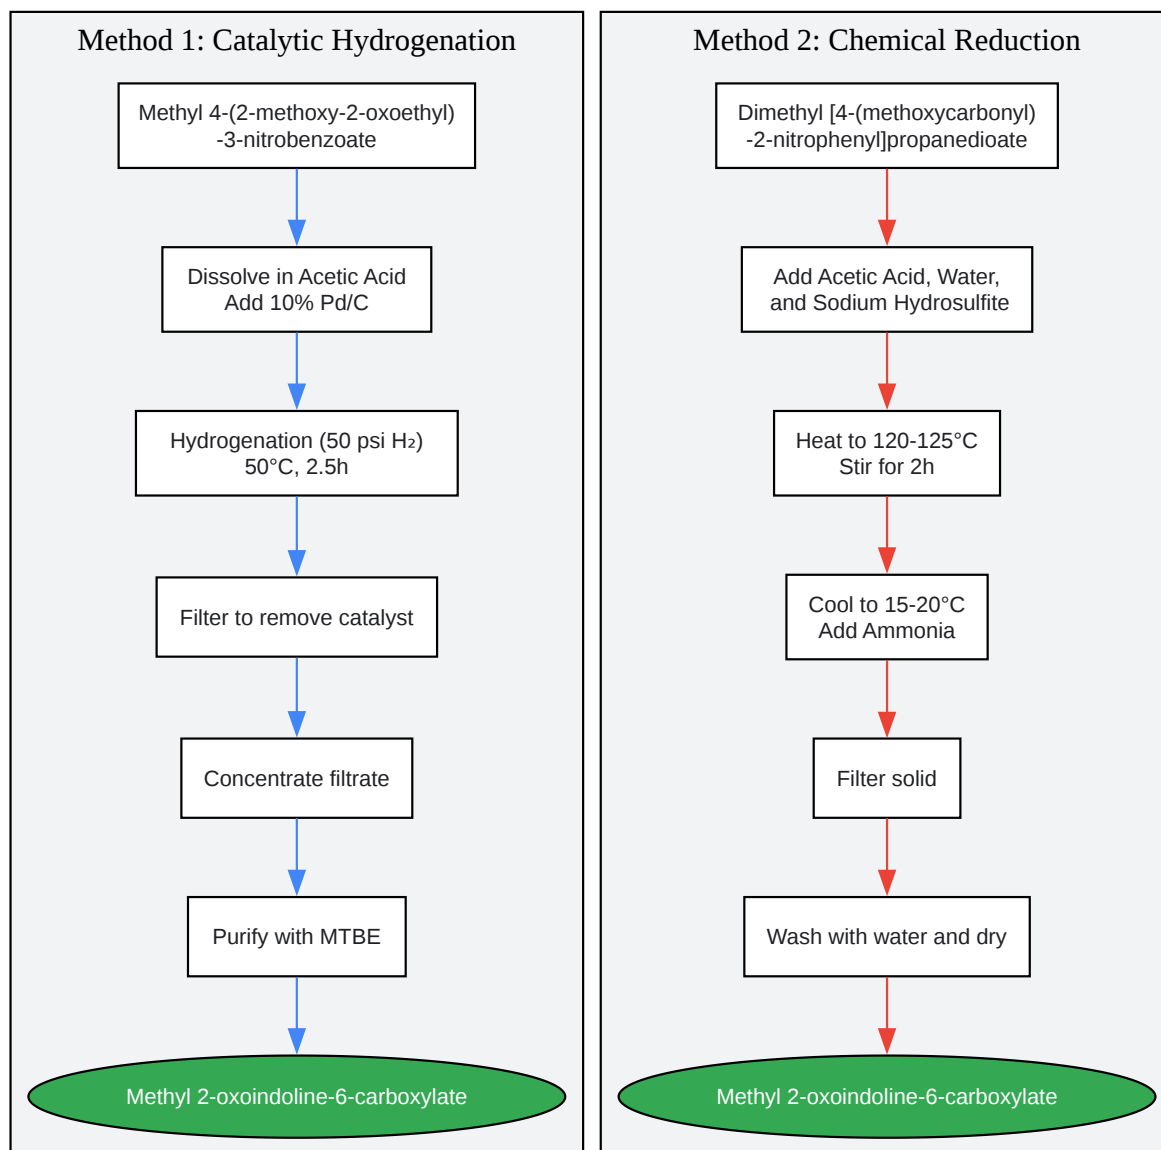 Method 1: Catalytic Hydrogenation
Methyl 4-(2-methoxy-2-oxoethyl)
-3-nitrobenzoate
Dissolve in Acetic Acid
Add 10% Pd/C
Hydrogenation (50 psi H₂)
50°C, 2.5h
Filter to remove catalyst
Concentrate filtrate
Purify with MTBE
Methyl 2-oxoindoline-6-carboxylate
Method 2: Chemical Reduction
Dimethyl [4-(methoxycarbonyl)
-2-nitrophenyl]propanedioate
Add Acetic Acid, Water,
and Sodium Hydrosulfite
Heat to 120-125°C
Stir for 2h
Cool to 15-20°C
Add Ammonia
Filter solid
Wash with water and dry
Methyl 2-oxoindoline-6-carboxylate